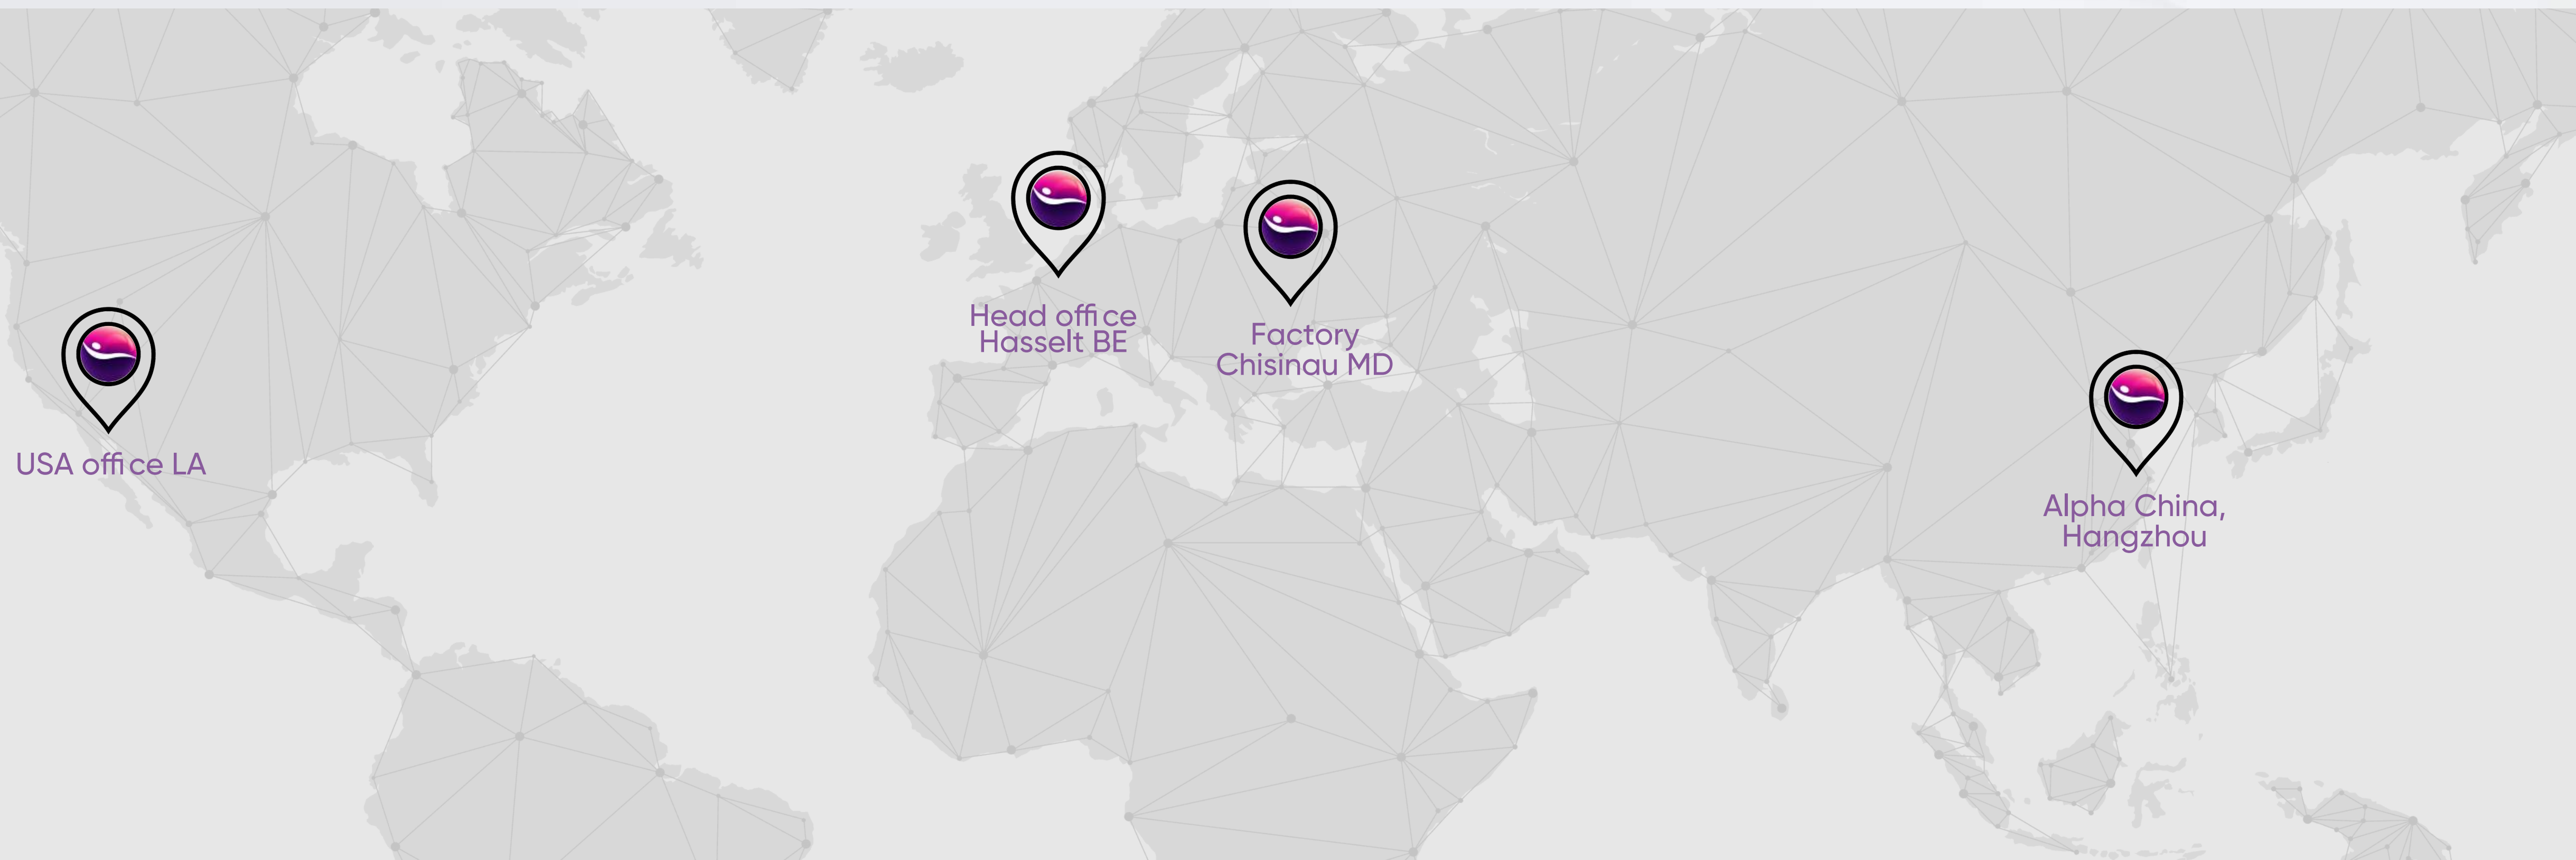 USA office LA
Head office
Hasselt BE
Factory
Chisinau MD
Alpha China,
Hangzhou